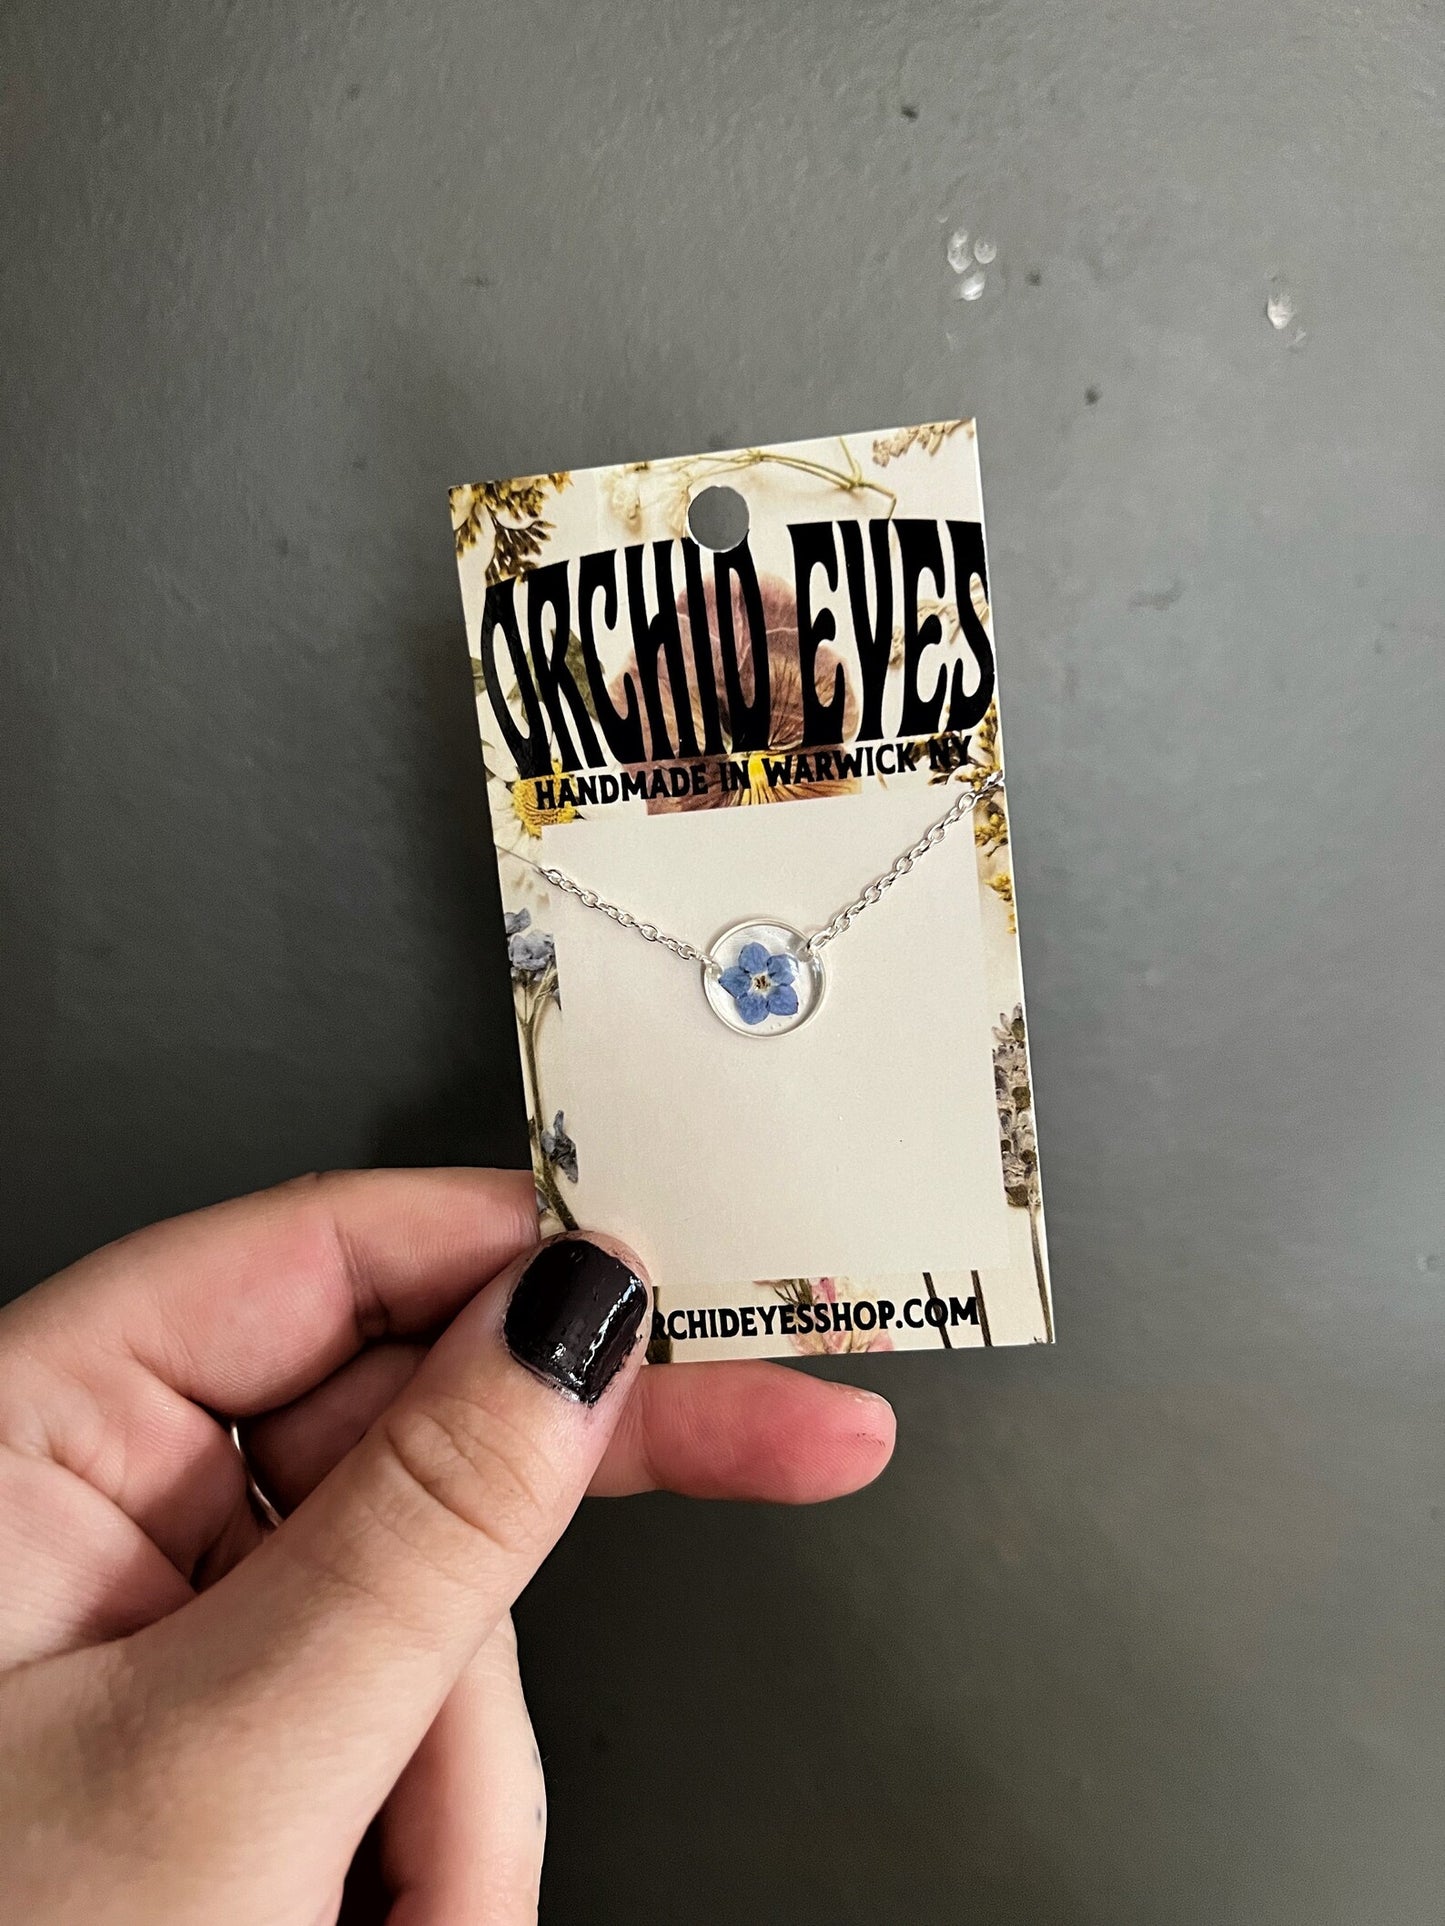 ORCHID EYES
HANDMADE IN WARWICK NY
RCHIDEYESSHOP.COM